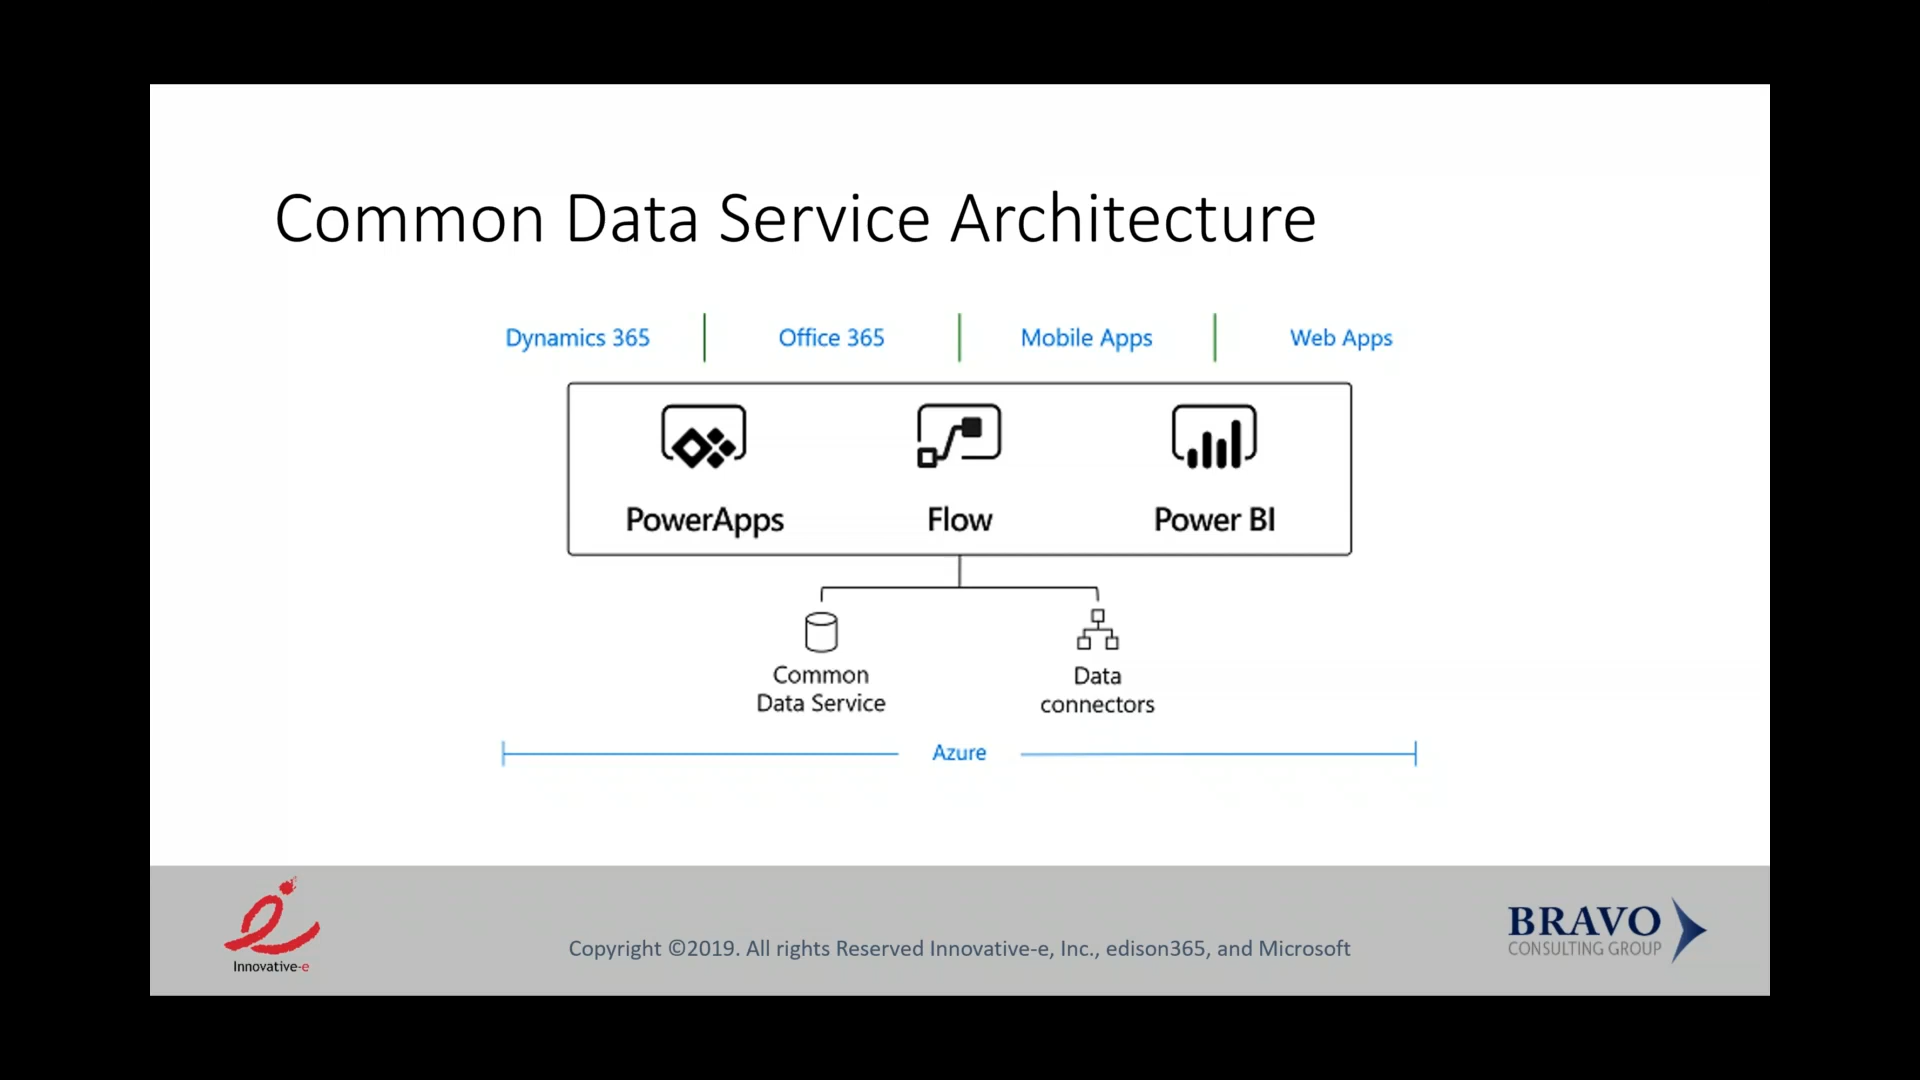 Common Data Service Architecture
Dynamics 365
Office 365
Mobile Apps
Web Apps
PowerApps
Flow
Power BI
Common
Data Service
Data
connectors
Azure
Innovative-e
Copyright ©2019. All rights Reserved Innovative-e, Inc., edison365, and Microsoft
BRAVO
CONSULTING GROUP